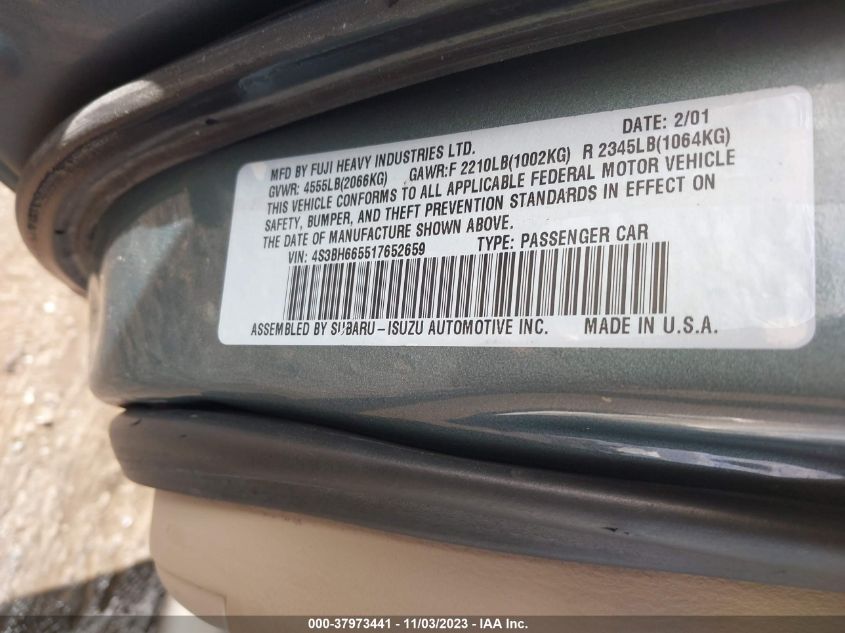 DATE: 2/01
MFD BY FUJI HEAVY INDUSTRIES LTD.
GVWR: 4555LB(2066KG) GAWR:F 2210LB(1002KG) R 2345LB(1064KG)
THIS VEHICLE CONFORMS TO ALL APPLICABLE FEDERAL MOTOR VEHICLE
SAFETY, BUMPER, AND THEFT PREVENTION STANDARDS IN EFFECT ON
THE DATE OF MANUFACTURE SHOWN ABOVE.
VIN: 4S3BH665517652659 TYPE: PASSENGER CAR
ASSEMBLED BY SUBARU-ISUZU AUTOMOTIVE INC. MADE IN U.S.A.
000-37973441 - 11/03/2023 - IAA Inc.